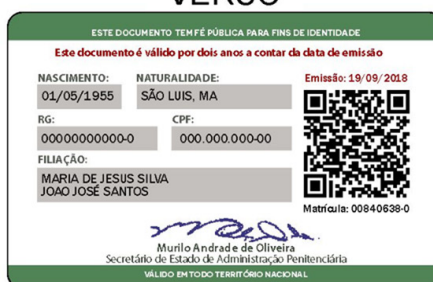 VERSO
ESTE DOCUMENTO TEM FÉ PÚBLICA PARA FINS DE IDENTIDADE
Este documento é válido por dois anos a contar da data de emissão
NASCIMENTO: NATURALIDADE: Emissão: 19/09/2018
01/05/1955 SÃO LUIS, MA
RG: CPF:
00000000000-0 000.000.000-00
FILIAÇÃO:
MARIA DE JESUS SILVA
JOAO JOSÉ SANTOS
Matrícula: 00840638-0
Murilo Andrade de Oliveira
Secretário de Estado de Administração Penitenciária
VÁLIDO EM TODO TERRITÓRIO NACIONAL